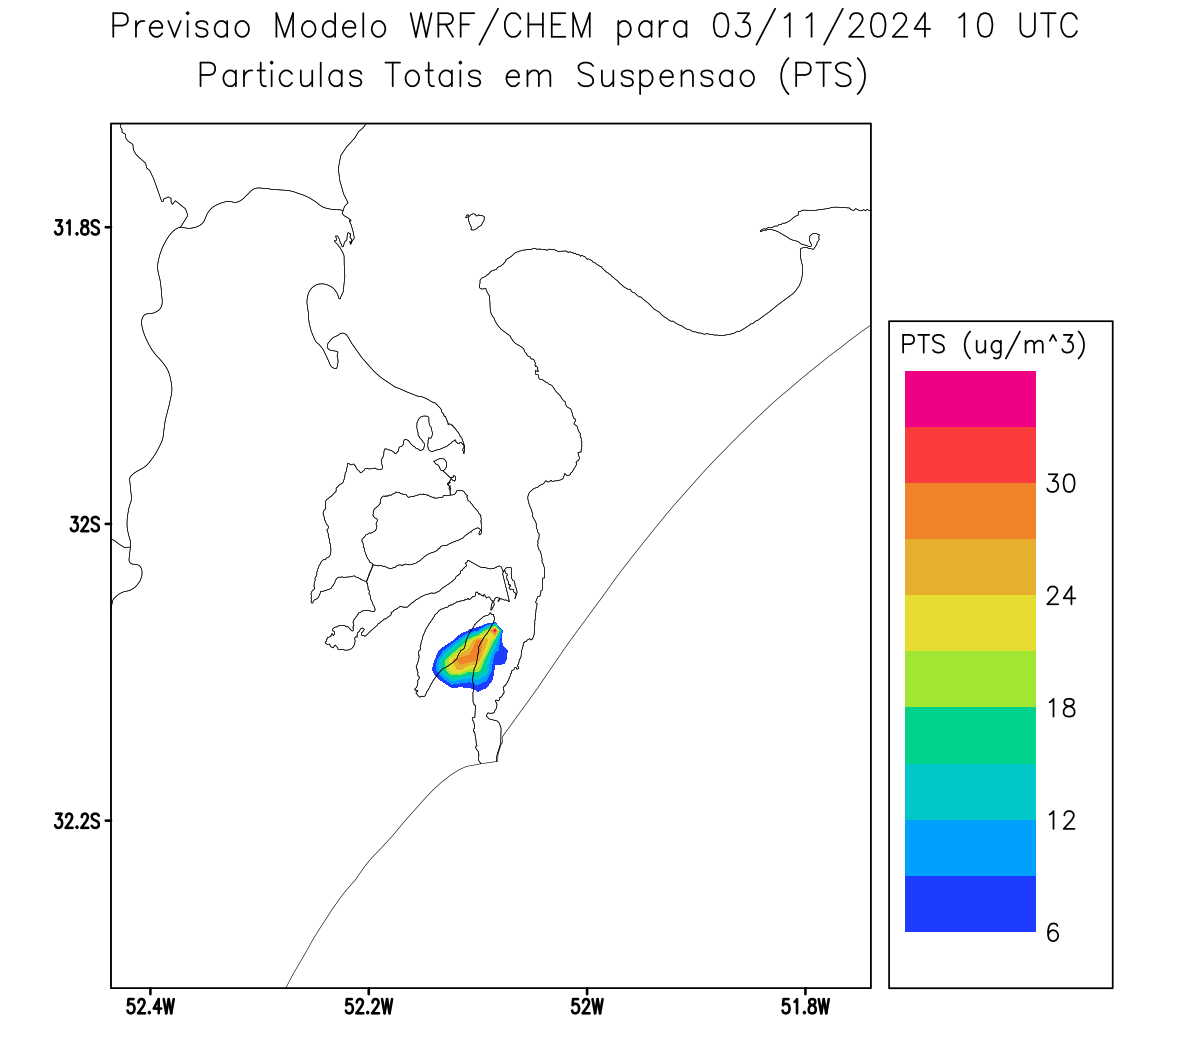 Previsao Modelo WRF/CHEM para 03/11/2024 10 UTC
Particulas Totais em Suspensao (PTS)
31.8S
32S
32.2S
52.4W
52.2W
52W
51.8W
PTS (ug/m^3)
30
24
18
12
6